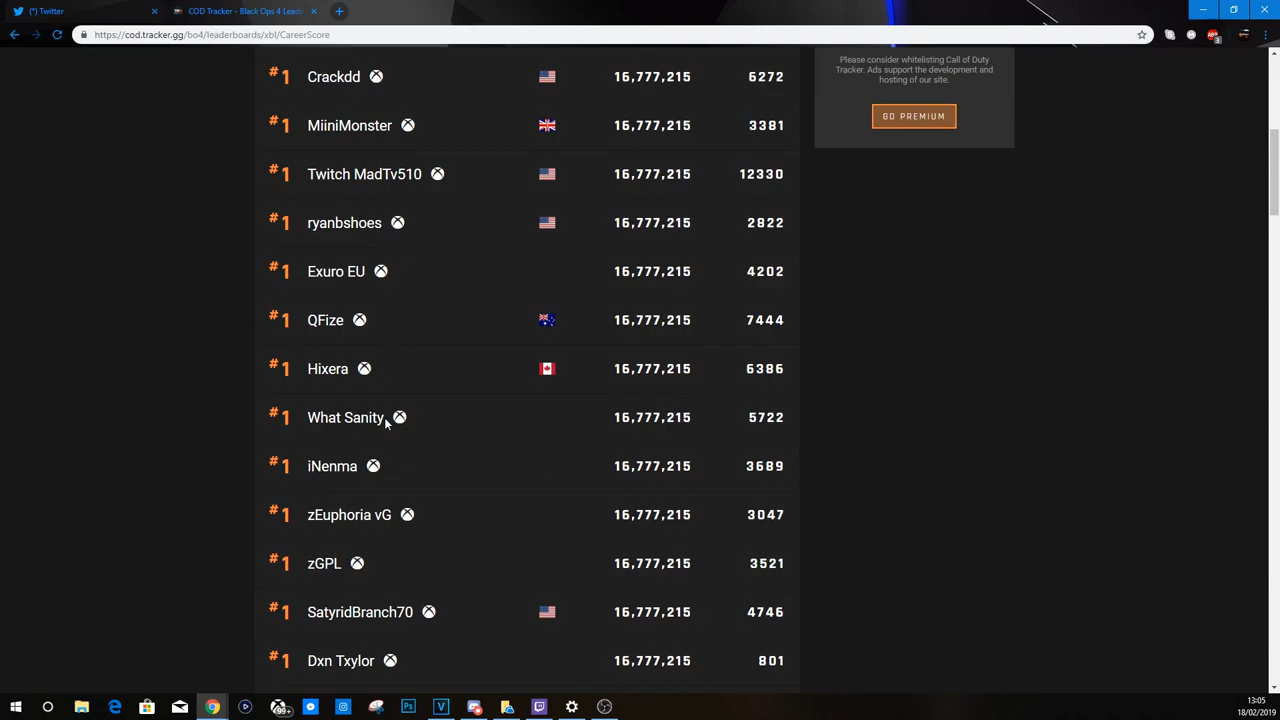 (*) Twitter
COD Tracker - Black Ops 4 Leade
https://cod.tracker.gg/bo4/leaderboards/xbl/CareerScore
Please consider whitelisting Call of Duty
Tracker. Ads support the development and
hosting of our site.
GO PREMIUM
#1 Crackdd 16,777,215 6272
#1 MiiniMonster 16,777,215 3381
#1 Twitch MadTv510 16,777,215 12330
#1 ryanbshoes 16,777,215 2822
#1 Exuro EU 16,777,215 4202
#1 QFize 16,777,215 7444
#1 Hixera 16,777,215 6386
#1 What Sanity 16,777,215 5722
#1 iNenma 16,777,215 3689
#1 zEuphoria vG 16,777,215 3047
#1 zGPL 16,777,215 3521
#1 SatyridBranch70 16,777,215 4746
#1 Dxn Txylor 16,777,215 801
99+
Ps
V
13:05
18/02/2019